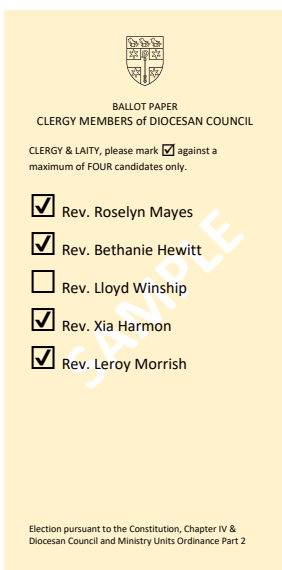 BALLOT PAPER
CLERGY MEMBERS of DIOCESAN COUNCIL
CLERGY & LAITY, please mark ☑ against a
maximum of FOUR candidates only.
☑ Rev. Roselyn Mayes
☑ Rev. Bethanie Hewitt
☐ Rev. Lloyd Winship
☑ Rev. Xia Harmon
☑ Rev. Leroy Morrish
SAMPLE
Election pursuant to the Constitution, Chapter IV &
Diocesan Council and Ministry Units Ordinance Part 2